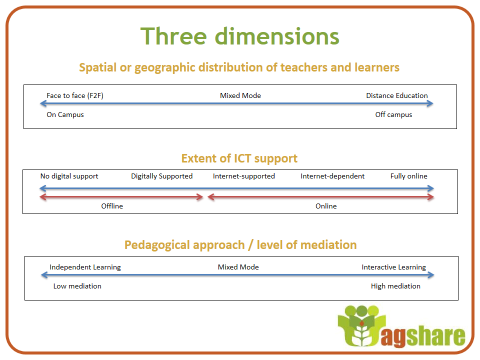 Three dimensions
Spatial or geographic distribution of teachers and learners
Face to face (F2F) Mixed Mode Distance Education
On Campus Off campus
Extent of ICT support
No digital support Digitally Supported Internet-supported Internet-dependent Fully online
Offline Online
Pedagogical approach / level of mediation
Independent Learning Mixed Mode Interactive Learning
Low mediation High mediation
agshare